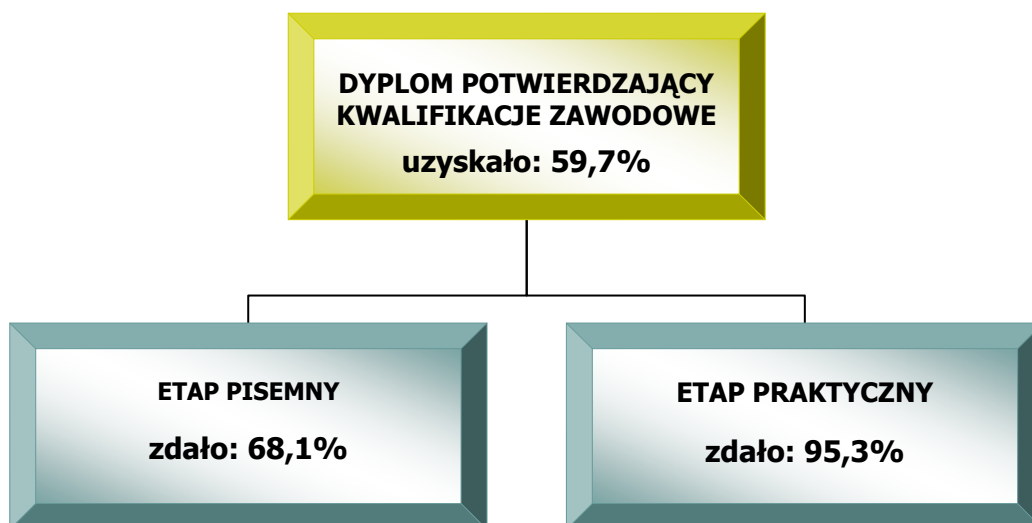 DYPLOM POTWIERDZAJĄCY
KWALIFIKACJE ZAWODOWE
uzyskało: 59,7%
ETAP PISEMNY
zdało: 68,1%
ETAP PRAKTYCZNY
zdało: 95,3%